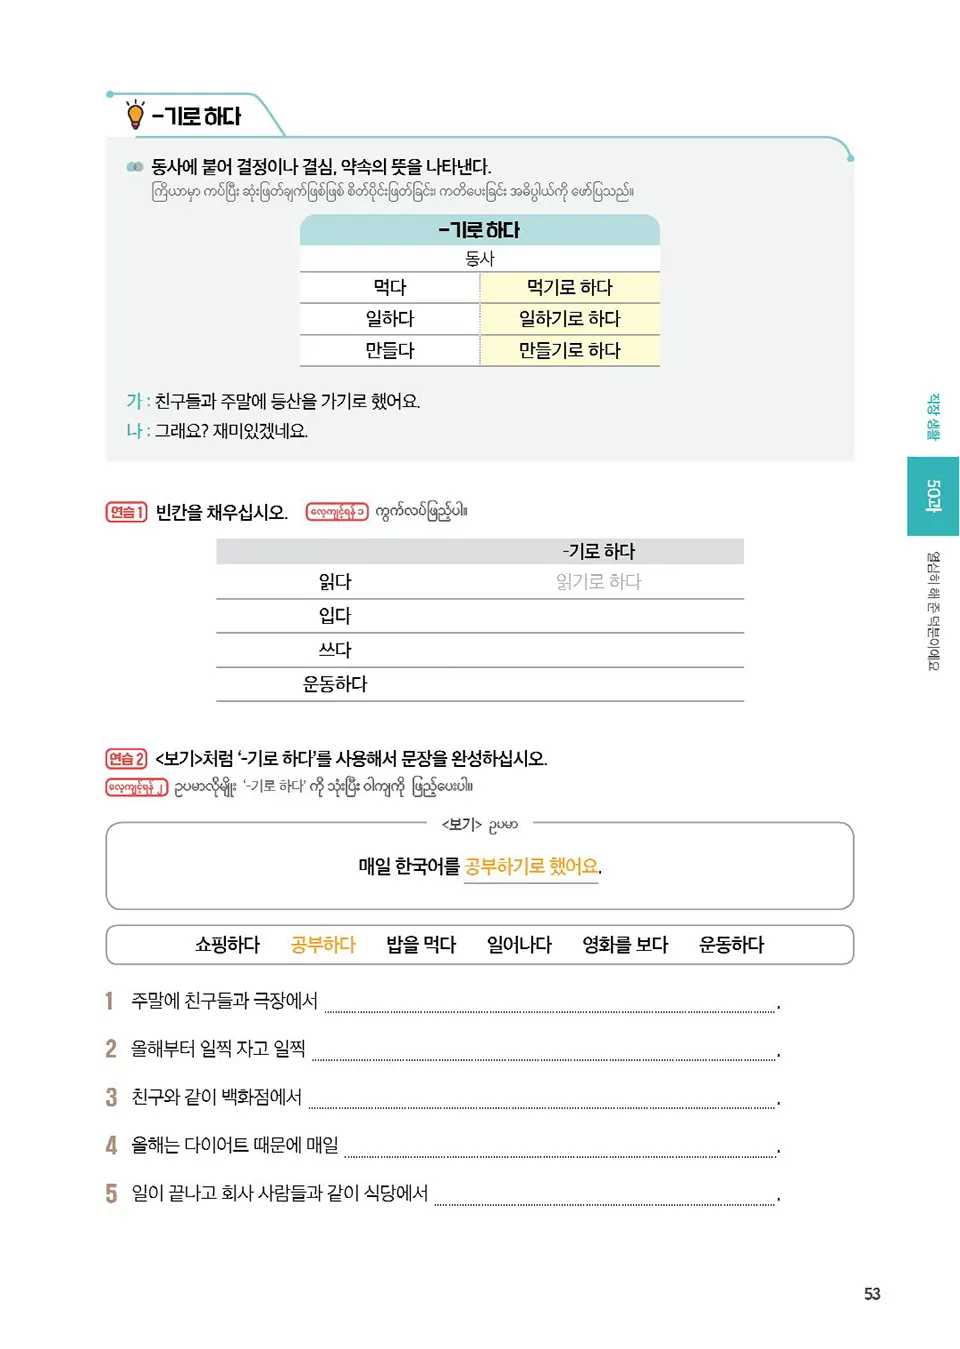 -기로 하다
동사에 붙어 결정이나 결심, 약속의 뜻을 나타낸다.
ကြိယာမှာ ကပ်ပြီး ဆုံးဖြတ်ချက်ဖြစ်ဖြစ် စိတ်ပိုင်းဖြတ်ခြင်း၊ ကတိပေးခြင်း အဓိပ္ပါယ်ကို ဖော်ပြသည်။
-기로 하다
동사
먹다 먹기로 하다
일하다 일하기로 하다
만들다 만들기로 하다
가 : 친구들과 주말에 등산을 가기로 했어요.
나 : 그래요? 재미있겠네요.
연습 1 빈칸을 채우십시오. လေ့ကျင့်ရန် ၁ ကွက်လပ်ဖြည့်ပါ။
-기로 하다
읽다 읽기로 하다
입다
쓰다
운동하다
연습 2 <보기>처럼 ‘-기로 하다’를 사용해서 문장을 완성하십시오.
လေ့ကျင့်ရန် ၂ ဥပမာလိုမျိုး ‘-기로 하다’ ကို သုံးပြီး ဝါကျကို ဖြည့်ပေးပါ။
<보기> ဥပမာ
매일 한국어를 공부하기로 했어요.
쇼핑하다 공부하다 밥을 먹다 일어나다 영화를 보다 운동하다
1 주말에 친구들과 극장에서 .
2 올해부터 일찍 자고 일찍 .
3 친구와 같이 백화점에서 .
4 올해는 다이어트 때문에 매일 .
5 일이 끝나고 회사 사람들과 같이 식당에서 .
직장 생활
50과
열심히 해 준 덕분이에요
53